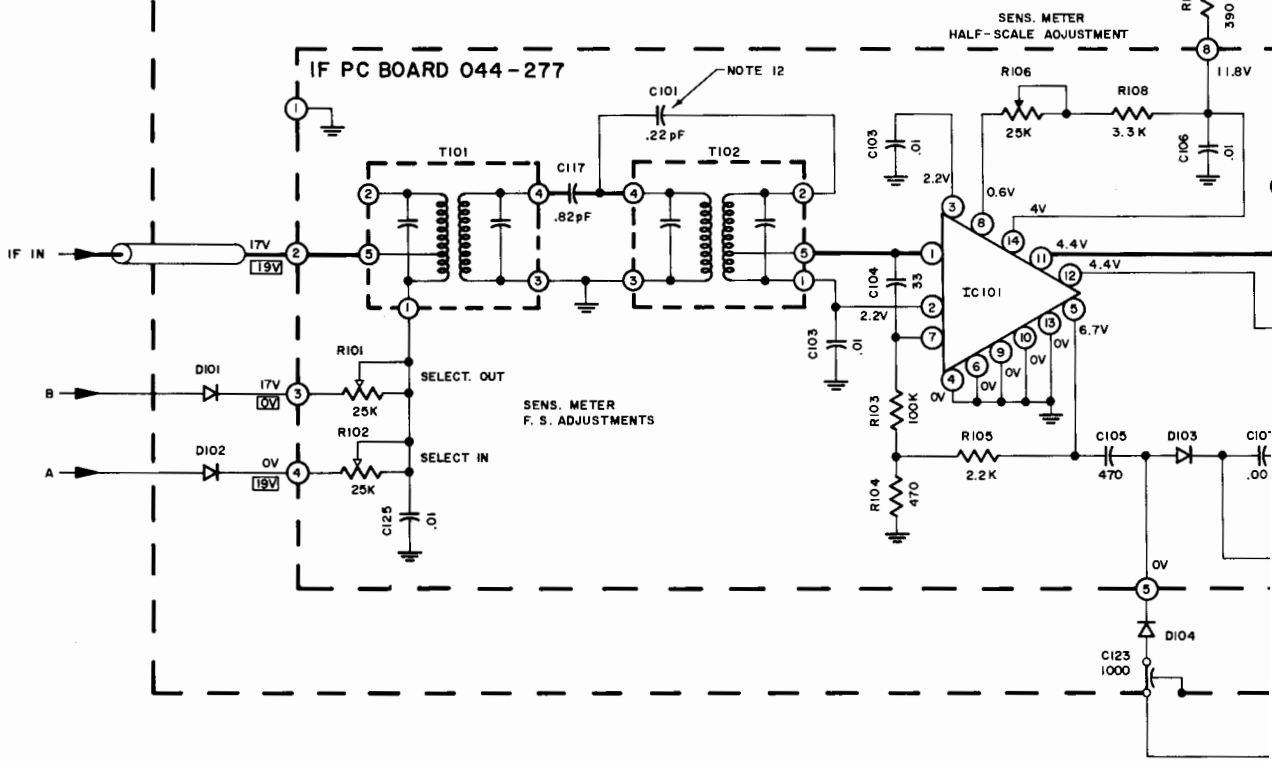 SENS. METER
HALF-SCALE ADJUSTMENT
390
8
11.8V
IF PC BOARD 044-277
NOTE 12
1
C101
.22pF
R106
25K
R108
3.3K
C106
.01
C103
.01
2.2V
0.6V
4V
T101
C117
.82pF
T102
2
4
4
2
3
8
14
11
4.4V
12
4.4V
IF IN
17V
19V
2
5
5
1
3
3
1
1
C104
33
IC101
2
2.2V
7
5
6.7V
13
0V
10
0V
9
0V
6
0V
4
0V
C103
.01
R101
25K
SELECT. OUT
D101
B
17V
0V
3
SENS. METER
F. S. ADJUSTMENTS
R103
100K
R102
25K
SELECT IN
D102
A
0V
19V
4
R105
2.2K
C105
470
D103
R104
470
C125
.01
0V
5
D104
C123
1000